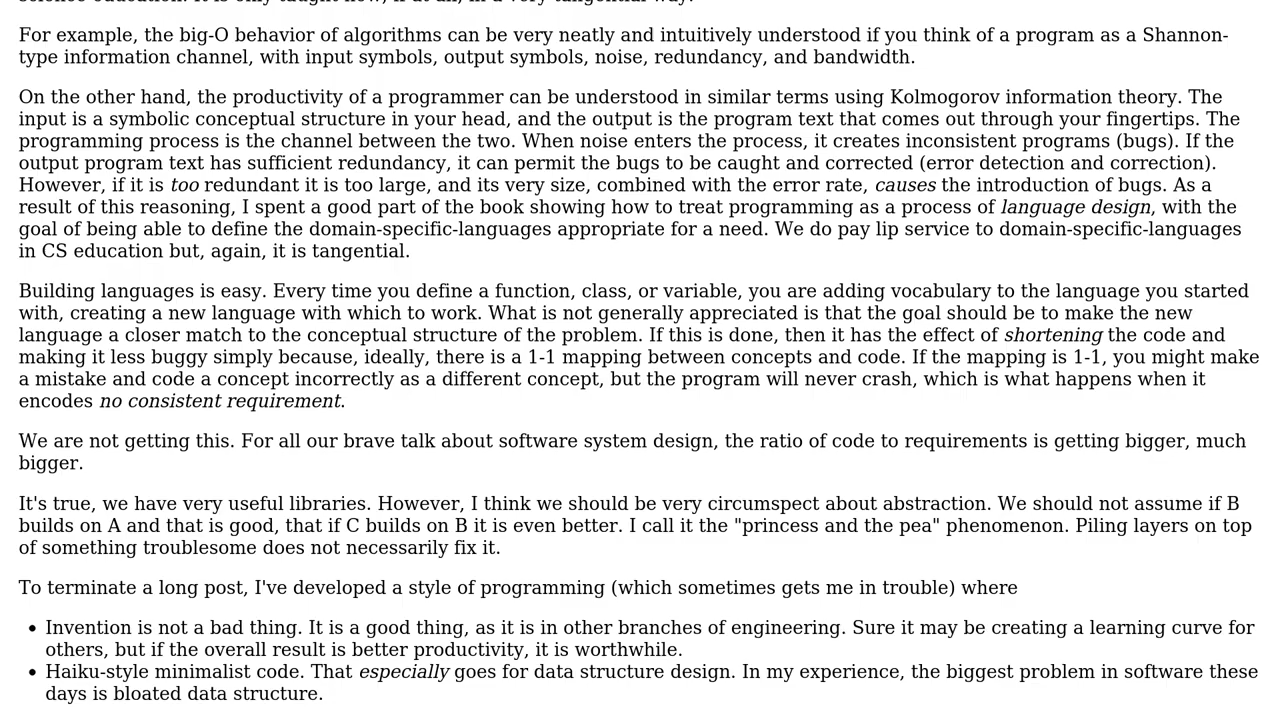 science education. It is only taught now, if at all, in a very tangential way.
For example, the big-O behavior of algorithms can be very neatly and intuitively understood if you think of a program as a Shannon-
type information channel, with input symbols, output symbols, noise, redundancy, and bandwidth.
On the other hand, the productivity of a programmer can be understood in similar terms using Kolmogorov information theory. The
input is a symbolic conceptual structure in your head, and the output is the program text that comes out through your fingertips. The
programming process is the channel between the two. When noise enters the process, it creates inconsistent programs (bugs). If the
output program text has sufficient redundancy, it can permit the bugs to be caught and corrected (error detection and correction).
However, if it is too redundant it is too large, and its very size, combined with the error rate, causes the introduction of bugs. As a
result of this reasoning, I spent a good part of the book showing how to treat programming as a process of language design, with the
goal of being able to define the domain-specific-languages appropriate for a need. We do pay lip service to domain-specific-languages
in CS education but, again, it is tangential.
Building languages is easy. Every time you define a function, class, or variable, you are adding vocabulary to the language you started
with, creating a new language with which to work. What is not generally appreciated is that the goal should be to make the new
language a closer match to the conceptual structure of the problem. If this is done, then it has the effect of shortening the code and
making it less buggy simply because, ideally, there is a 1-1 mapping between concepts and code. If the mapping is 1-1, you might make
a mistake and code a concept incorrectly as a different concept, but the program will never crash, which is what happens when it
encodes no consistent requirement.
We are not getting this. For all our brave talk about software system design, the ratio of code to requirements is getting bigger, much
bigger.
It's true, we have very useful libraries. However, I think we should be very circumspect about abstraction. We should not assume if B
builds on A and that is good, that if C builds on B it is even better. I call it the "princess and the pea" phenomenon. Piling layers on top
of something troublesome does not necessarily fix it.
To terminate a long post, I've developed a style of programming (which sometimes gets me in trouble) where
• Invention is not a bad thing. It is a good thing, as it is in other branches of engineering. Sure it may be creating a learning curve for
others, but if the overall result is better productivity, it is worthwhile.
• Haiku-style minimalist code. That especially goes for data structure design. In my experience, the biggest problem in software these
days is bloated data structure.